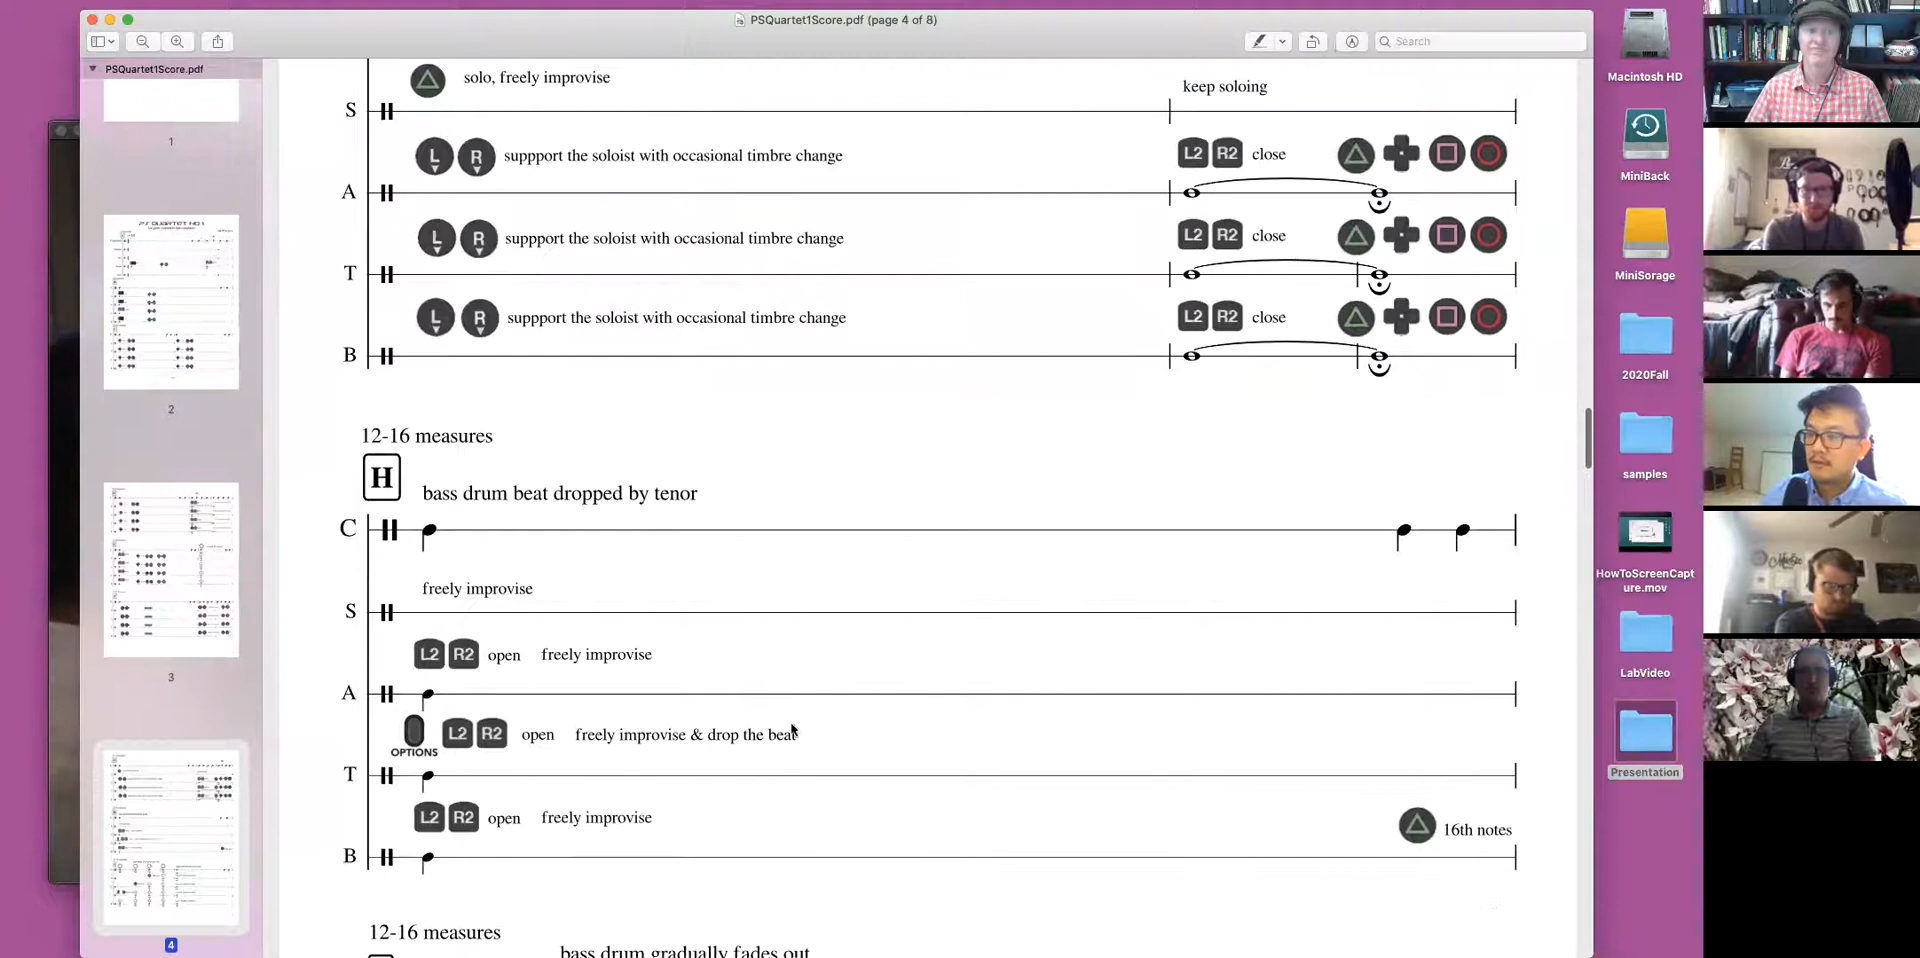 PSQuartet1Score.pdf (page 4 of 8)
Search
PSQuartet1Score.pdf
1
2
3
4
solo, freely improvise
keep soloing
S
L R suppport the soloist with occasional timbre change
L2 R2 close
A
L R suppport the soloist with occasional timbre change
L2 R2 close
T
L R suppport the soloist with occasional timbre change
L2 R2 close
B
12-16 measures
H
bass drum beat dropped by tenor
C
freely improvise
S
L2 R2 open freely improvise
A
OPTIONS L2 R2 open freely improvise & drop the beat
T
L2 R2 open freely improvise
16th notes
B
12-16 measures
bass drum gradually fades out
Macintosh HD
MiniBack
MiniSorage
2020Fall
samples
HowToScreenCapt
ure.mov
LabVideo
Presentation